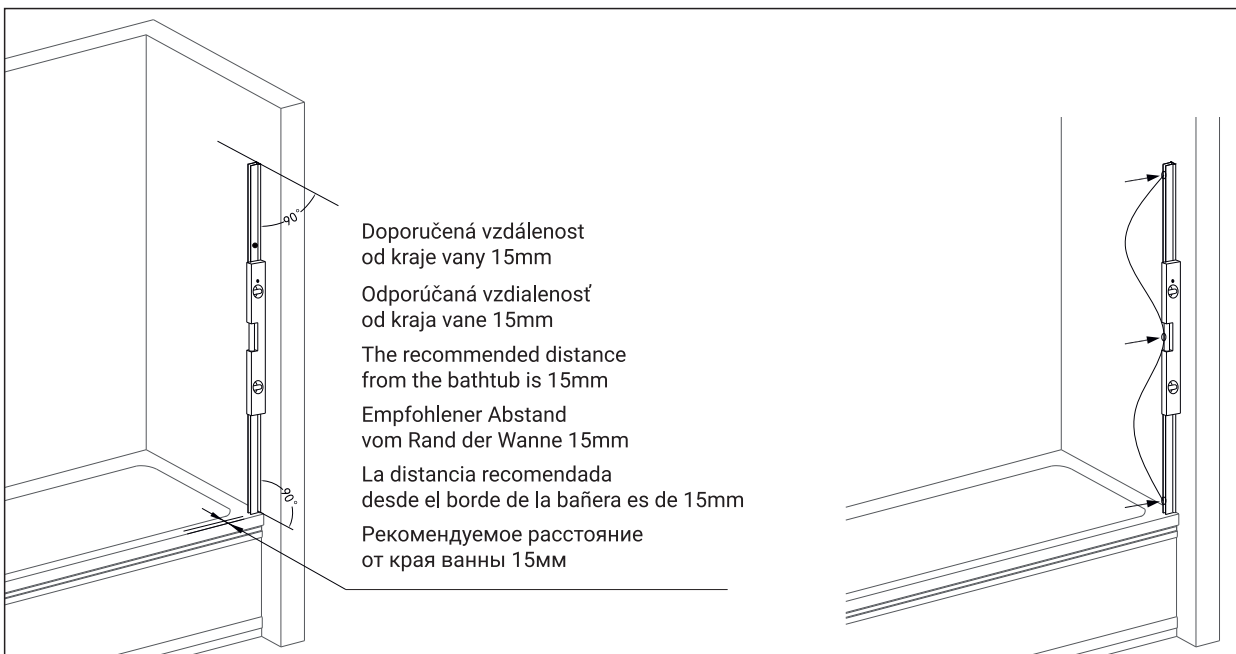 90°
Doporučená vzdálenost
od kraje vany 15mm
Odporúčaná vzdialenosť
od kraja vane 15mm
The recommended distance
from the bathtub is 15mm
Empfohlener Abstand
vom Rand der Wanne 15mm
La distancia recomendada
desde el borde de la bañera es de 15mm
90°
Рекомендуемое расстояние
от края ванны 15мм